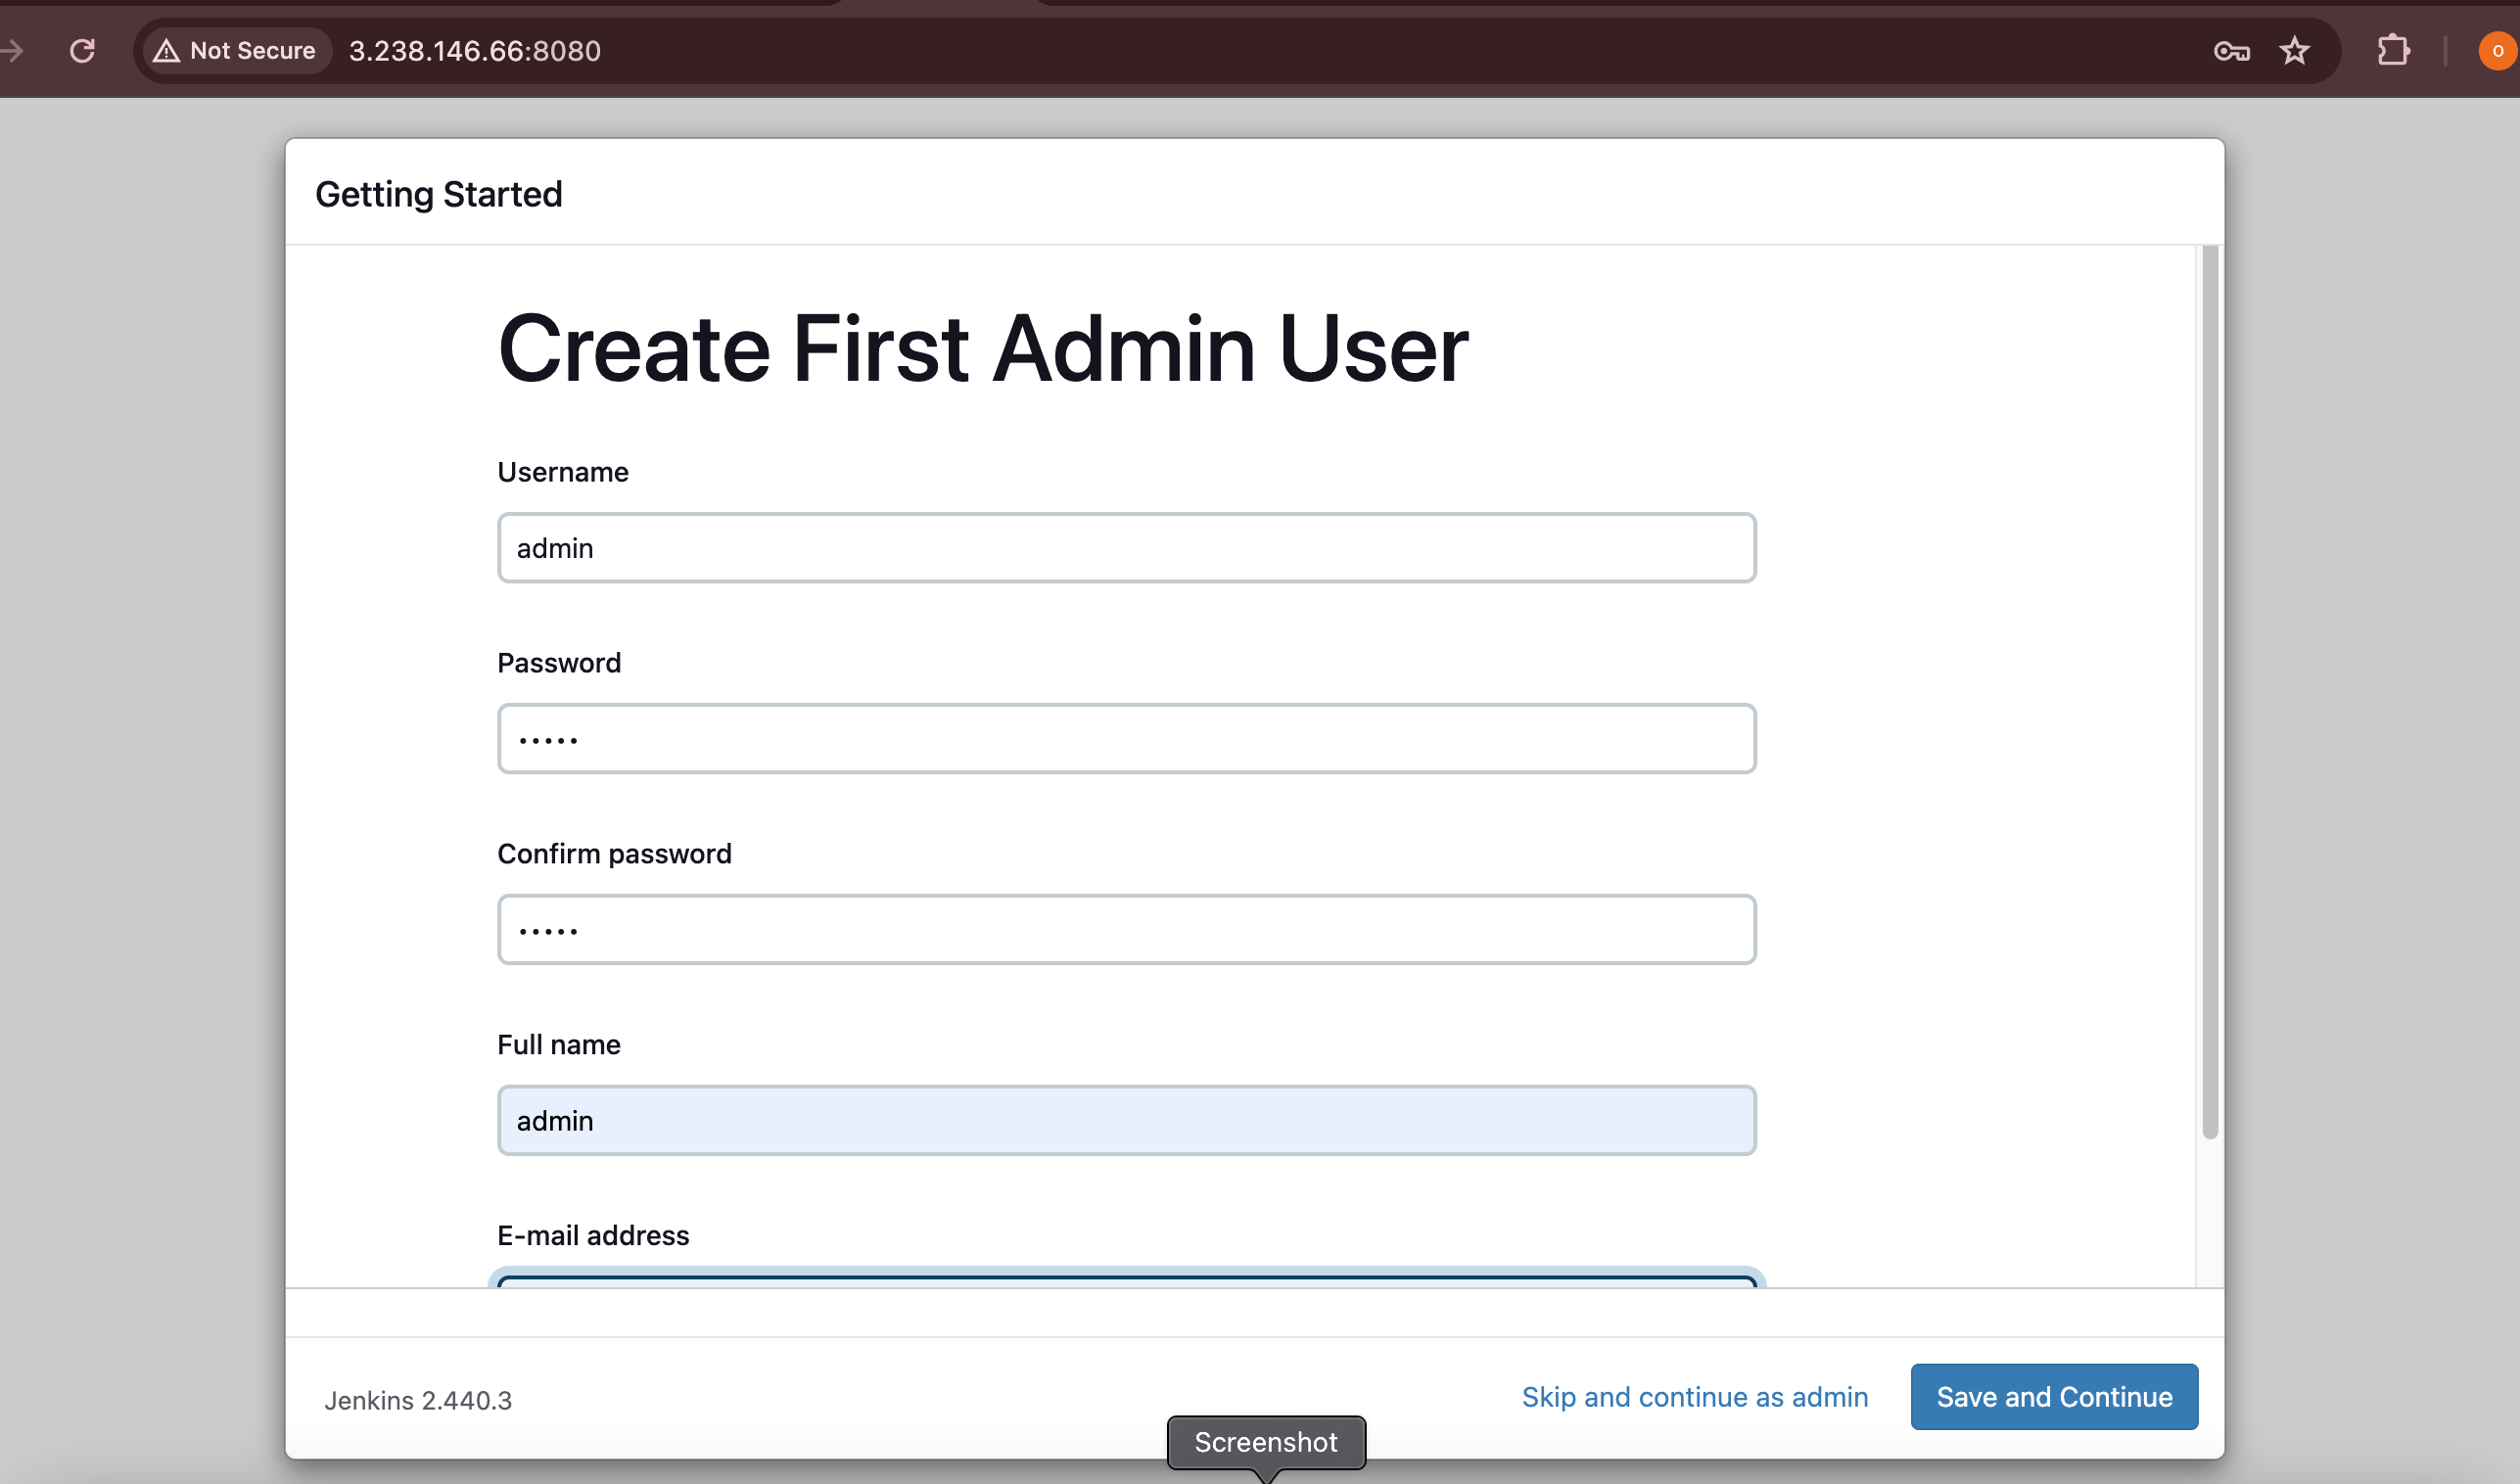 Not Secure 3.238.146.66:8080
o
Getting Started
Create First Admin User
Username
admin
Password
•••••
Confirm password
•••••
Full name
admin
E-mail address
Jenkins 2.440.3
Skip and continue as admin
Save and Continue
Screenshot